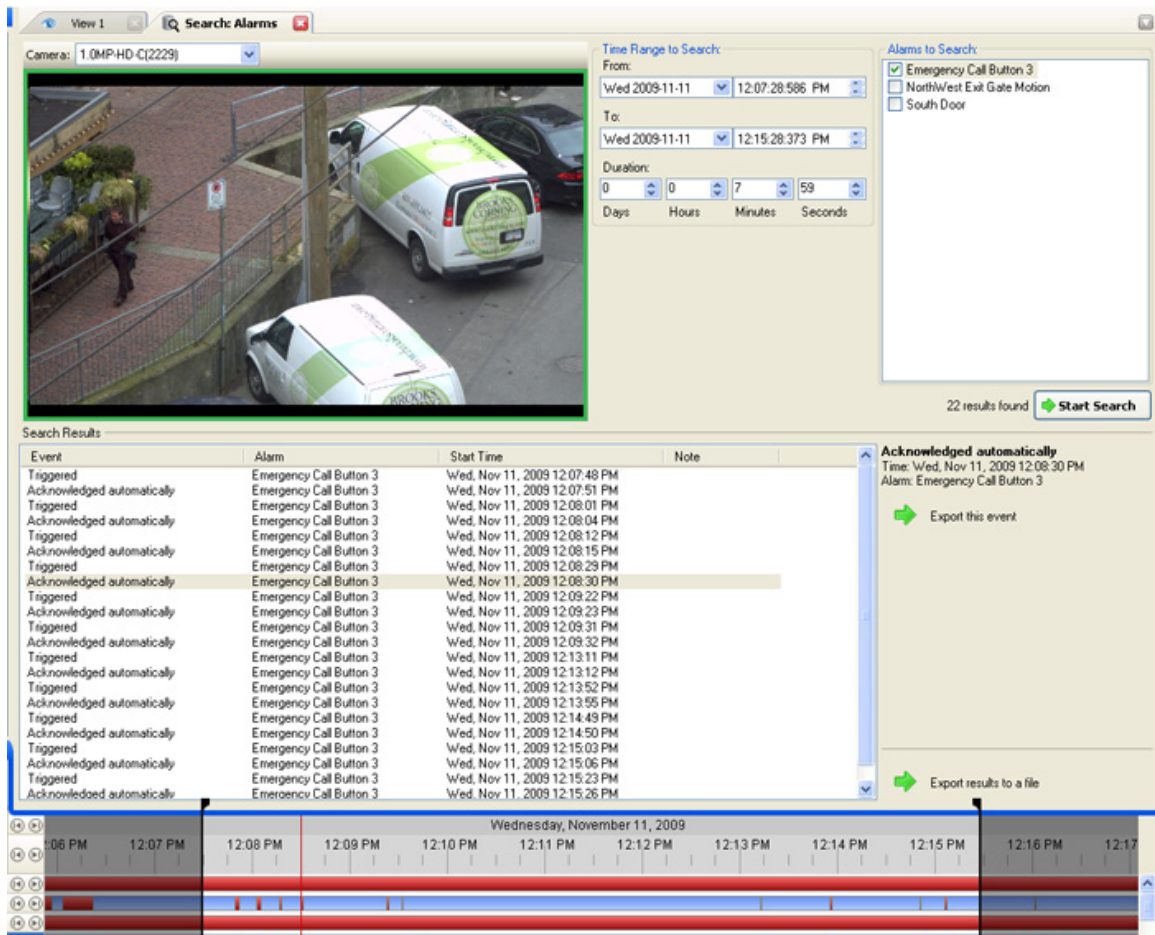 View 1
Search: Alarms
Camera: 1.0MP-HD-C(2229)
BROOKS
CORNING
BROOKS
Time Range to Search:
From:
Wed 2009-11-11 12:07:28:586 PM
To:
Wed 2009-11-11 12:15:28:373 PM
Duration:
0 0 7 59
Days Hours Minutes Seconds
Alarms to Search:
Emergency Call Button 3
NorthWest Exit Gate Motion
South Door
22 results found Start Search
Search Results
Event Alarm Start Time Note
Triggered Emergency Call Button 3 Wed, Nov 11, 2009 12:07:48 PM
Acknowledged automatically Emergency Call Button 3 Wed, Nov 11, 2009 12:07:51 PM
Triggered Emergency Call Button 3 Wed, Nov 11, 2009 12:08:01 PM
Acknowledged automatically Emergency Call Button 3 Wed, Nov 11, 2009 12:08:04 PM
Triggered Emergency Call Button 3 Wed, Nov 11, 2009 12:08:12 PM
Acknowledged automatically Emergency Call Button 3 Wed, Nov 11, 2009 12:08:15 PM
Triggered Emergency Call Button 3 Wed, Nov 11, 2009 12:08:29 PM
Acknowledged automatically Emergency Call Button 3 Wed, Nov 11, 2009 12:08:30 PM
Triggered Emergency Call Button 3 Wed, Nov 11, 2009 12:09:22 PM
Acknowledged automatically Emergency Call Button 3 Wed, Nov 11, 2009 12:09:23 PM
Triggered Emergency Call Button 3 Wed, Nov 11, 2009 12:09:31 PM
Acknowledged automatically Emergency Call Button 3 Wed, Nov 11, 2009 12:09:32 PM
Triggered Emergency Call Button 3 Wed, Nov 11, 2009 12:13:11 PM
Acknowledged automatically Emergency Call Button 3 Wed, Nov 11, 2009 12:13:12 PM
Triggered Emergency Call Button 3 Wed, Nov 11, 2009 12:13:52 PM
Acknowledged automatically Emergency Call Button 3 Wed, Nov 11, 2009 12:13:55 PM
Triggered Emergency Call Button 3 Wed, Nov 11, 2009 12:14:49 PM
Acknowledged automatically Emergency Call Button 3 Wed, Nov 11, 2009 12:14:50 PM
Triggered Emergency Call Button 3 Wed, Nov 11, 2009 12:15:03 PM
Acknowledged automatically Emergency Call Button 3 Wed, Nov 11, 2009 12:15:06 PM
Triggered Emergency Call Button 3 Wed, Nov 11, 2009 12:15:23 PM
Acknowledged automatically Emergency Call Button 3 Wed, Nov 11, 2009 12:15:26 PM
Acknowledged automatically
Time: Wed, Nov 11, 2009 12:08:30 PM
Alarm: Emergency Call Button 3
Export this event
Export results to a file
Wednesday, November 11, 2009
:06 PM 12:07 PM 12:08 PM 12:09 PM 12:10 PM 12:11 PM 12:12 PM 12:13 PM 12:14 PM 12:15 PM 12:16 PM 12:17